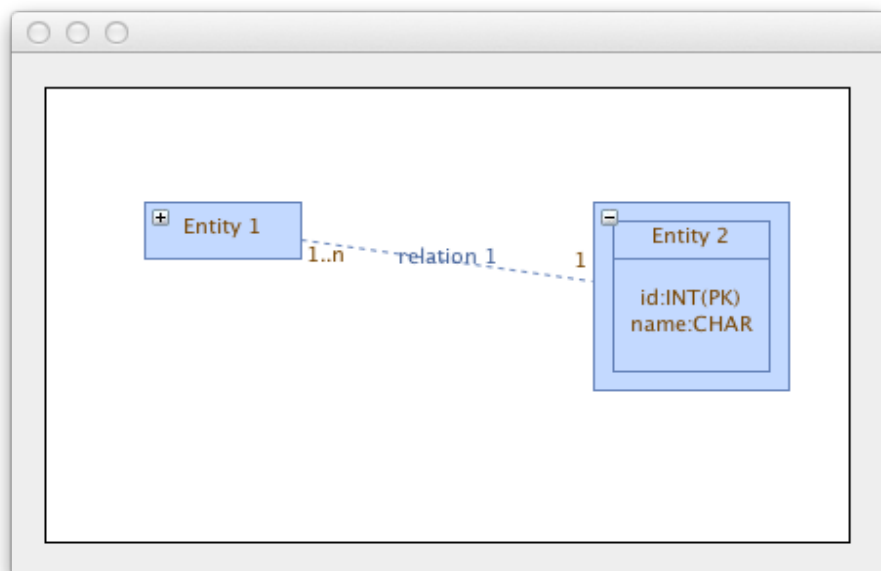 Entity 1
1..n
relation 1
1
Entity 2
id:INT(PK)
name:CHAR